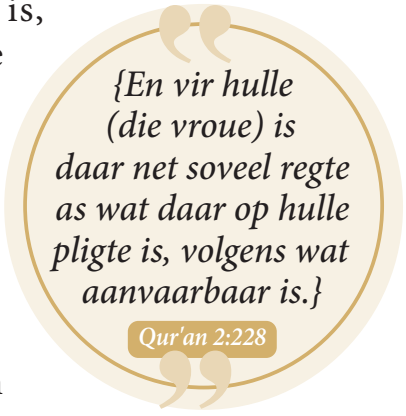 is,
{En vir hulle
(die vroue) is
daar net soveel regte
as wat daar op hulle
pligte is, volgens wat
aanvaarbaar is.}
Qur'an 2:228